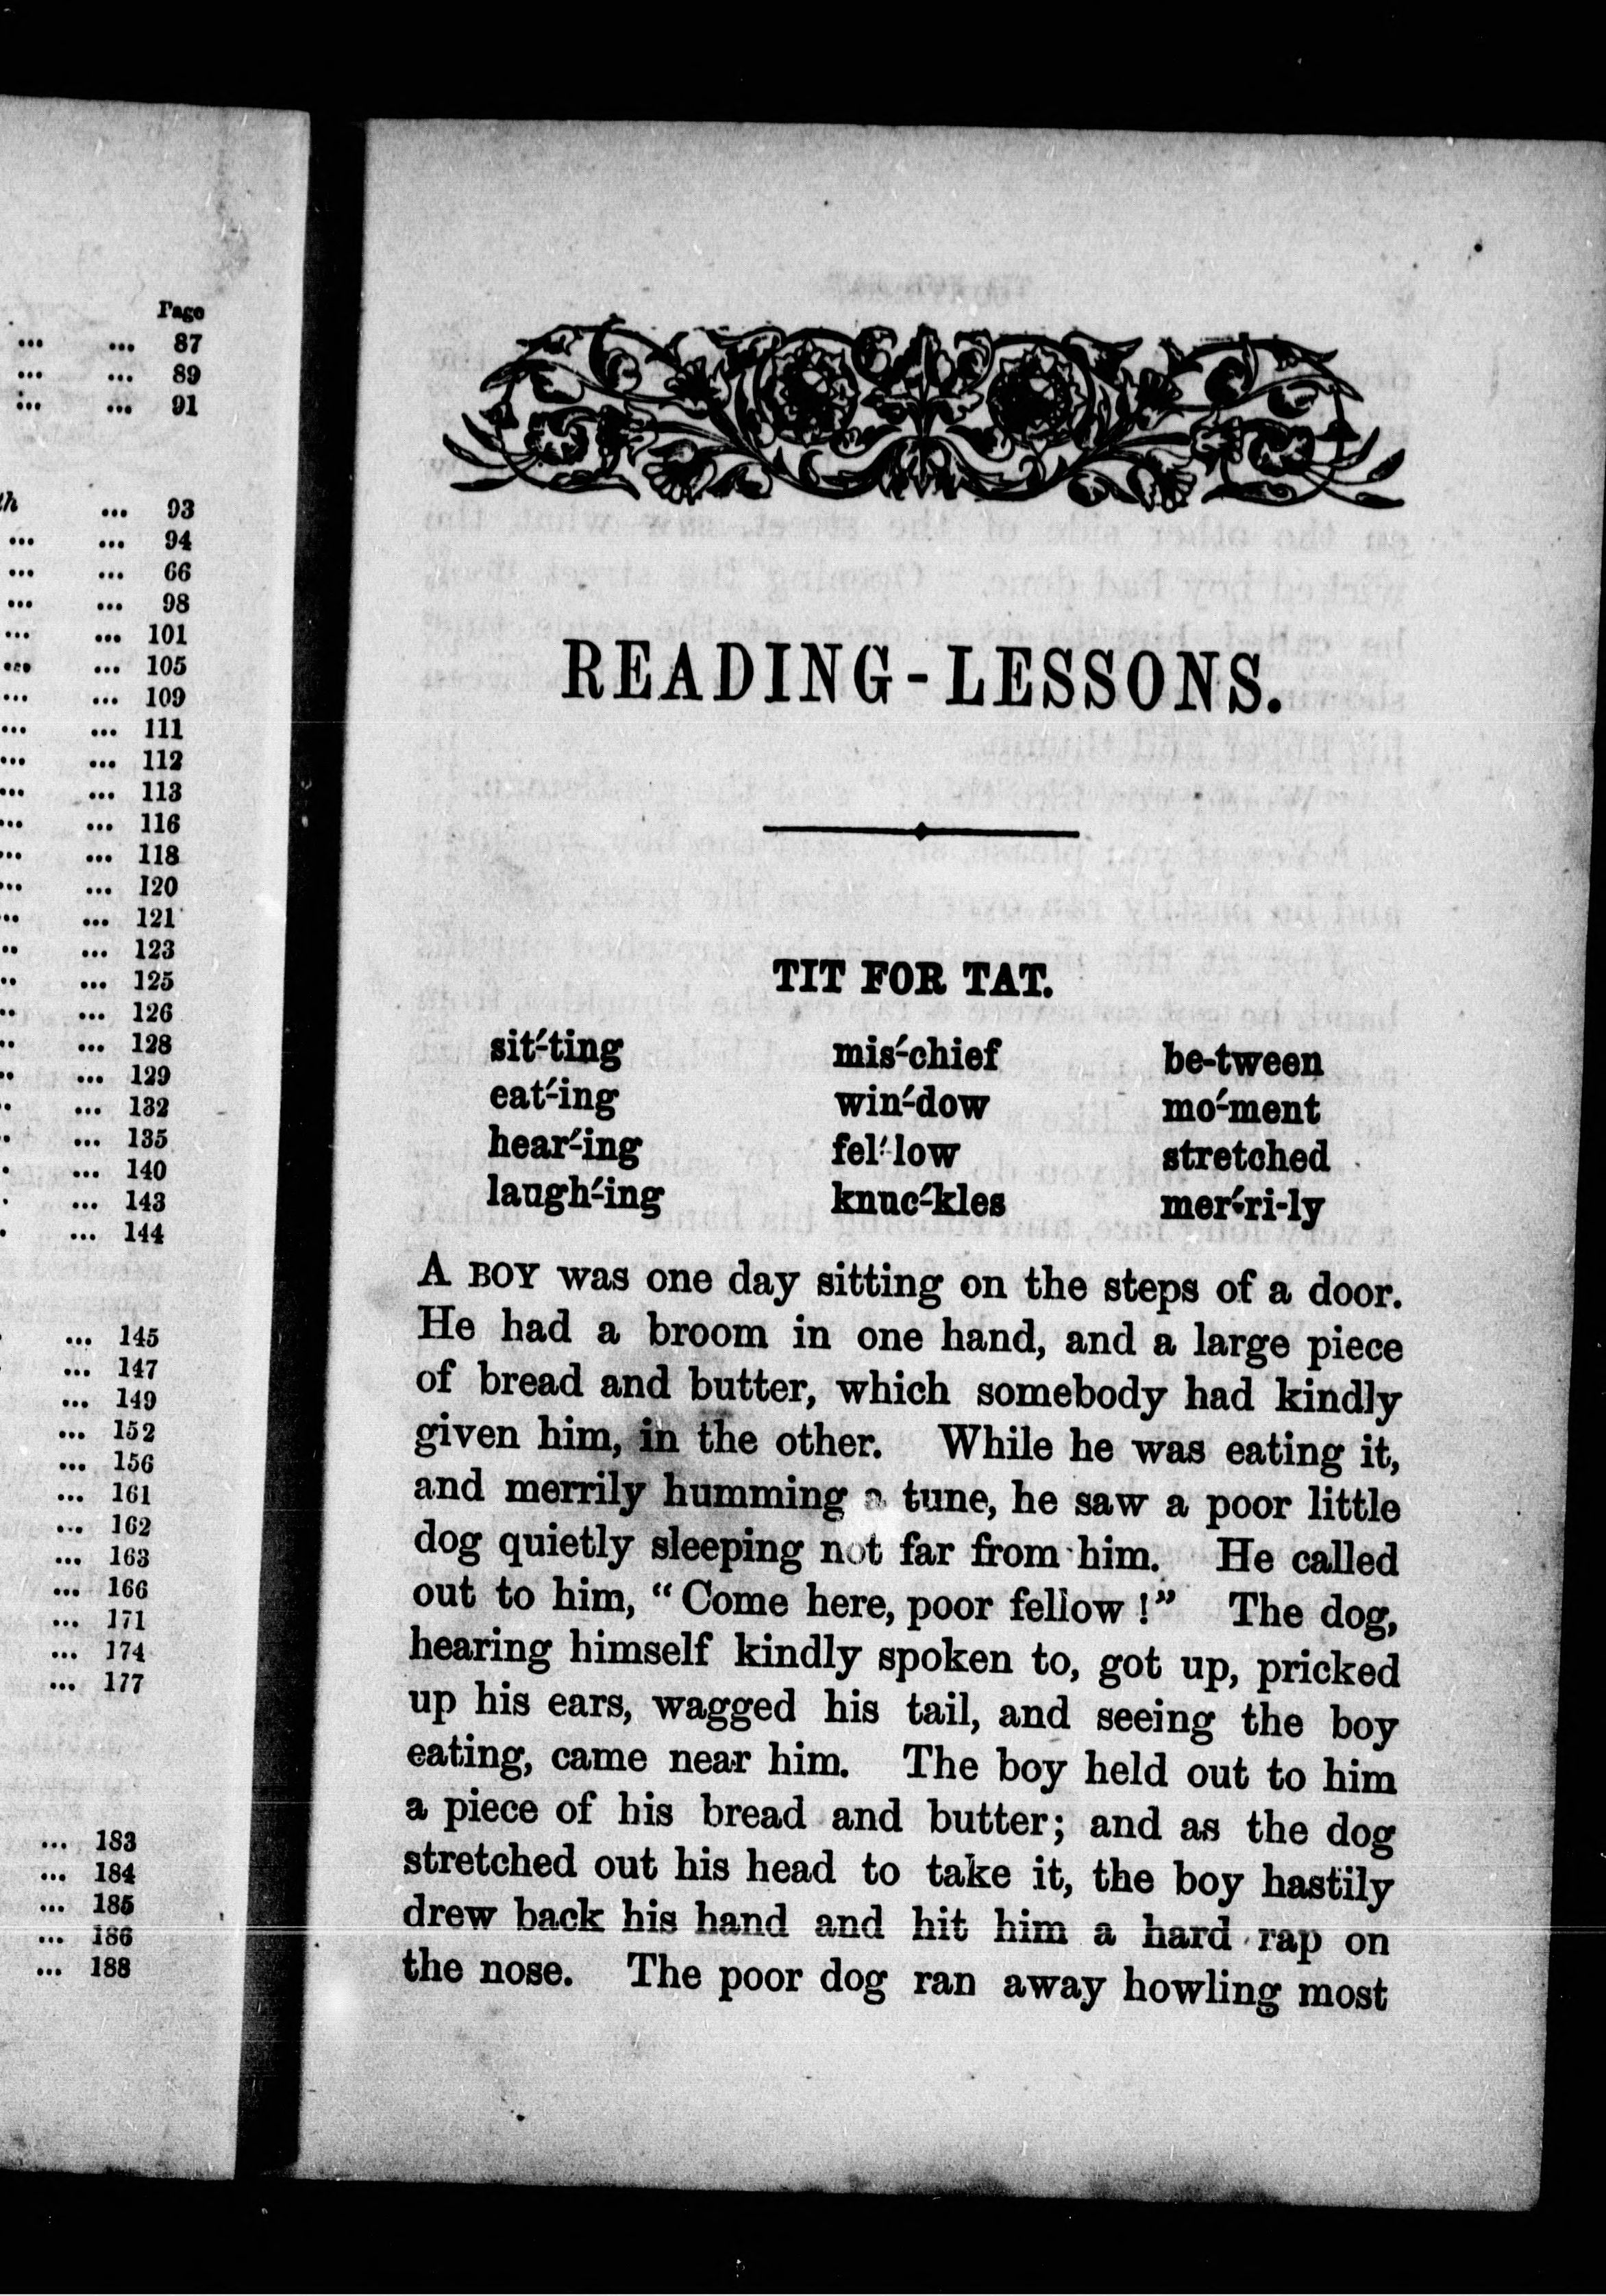 Page
... ... 87
... ... 89
... ... 91
th ... 93
... ... 94
... ... 66
... ... 98
... ... 101
... ... 105
... ... 109
... ... 111
... ... 112
... ... 113
... ... 116
... ... 118
... ... 120
... ... 121
.. ... 123
.. ... 125
.. ... 126
.. ... 128
.. ... 129
.. ... 132
. ... 135
. ... 140
. ... 143
. ... 144
. ... 145
... 147
... 149
... 152
... 156
... 161
... 162
... 163
... 166
... 171
... 174
... 177
... 183
... 184
... 185
... 186
... 188
READING-LESSONS.
TIT FOR TAT.
sit´-ting mis´-chief be-tween
eat´-ing win´-dow mo´-ment
hear´-ing fel´-low stretched
laugh´-ing knuc´-kles mer´-ri-ly
A BOY was one day sitting on the steps of a door.
He had a broom in one hand, and a large piece
of bread and butter, which somebody had kindly
given him, in the other. While he was eating it,
and merrily humming a tune, he saw a poor little
dog quietly sleeping not far from him. He called
out to him, “Come here, poor fellow!” The dog,
hearing himself kindly spoken to, got up, pricked
up his ears, wagged his tail, and seeing the boy
eating, came near him. The boy held out to him
a piece of his bread and butter; and as the dog
stretched out his head to take it, the boy hastily
drew back his hand and hit him a hard rap on
the nose. The poor dog ran away howling most